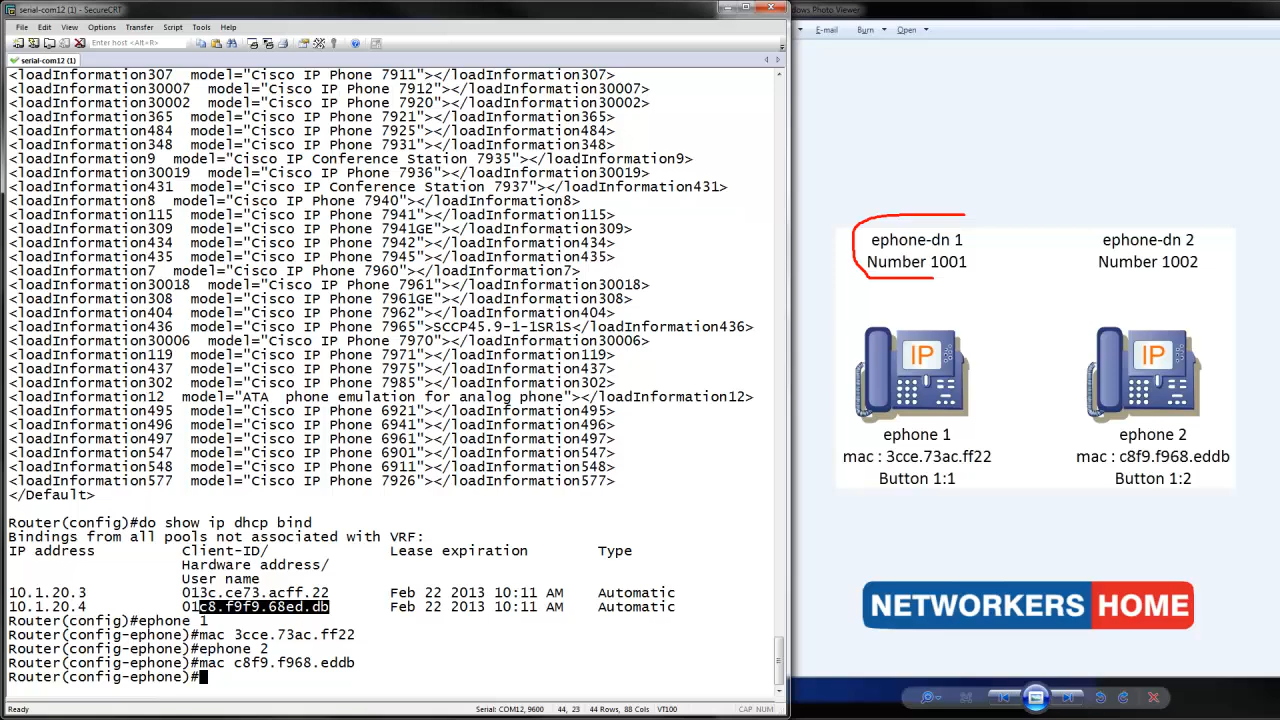 serial-com12 (1) - SecureCRT
File Edit View Options Transfer Script Tools Help
Enter host <Alt+R>
serial-com12 (1)
<loadInformation307  model="Cisco IP Phone 7911"></loadInformation307>
<loadInformation30007  model="Cisco IP Phone 7912"></loadInformation30007>
<loadInformation30002  model="Cisco IP Phone 7920"></loadInformation30002>
<loadInformation365  model="Cisco IP Phone 7921"></loadInformation365>
<loadInformation484  model="Cisco IP Phone 7925"></loadInformation484>
<loadInformation348  model="Cisco IP Phone 7931"></loadInformation348>
<loadInformation9  model="Cisco IP Conference Station 7935"></loadInformation9>
<loadInformation30019  model="Cisco IP Phone 7936"></loadInformation30019>
<loadInformation431  model="Cisco IP Conference Station 7937"></loadInformation431>
<loadInformation8  model="Cisco IP Phone 7940"></loadInformation8>
<loadInformation115  model="Cisco IP Phone 7941"></loadInformation115>
<loadInformation309  model="Cisco IP Phone 7941GE"></loadInformation309>
<loadInformation434  model="Cisco IP Phone 7942"></loadInformation434>
<loadInformation435  model="Cisco IP Phone 7945"></loadInformation435>
<loadInformation7  model="Cisco IP Phone 7960"></loadInformation7>
<loadInformation30018  model="Cisco IP Phone 7961"></loadInformation30018>
<loadInformation308  model="Cisco IP Phone 7961GE"></loadInformation308>
<loadInformation404  model="Cisco IP Phone 7962"></loadInformation404>
<loadInformation436  model="Cisco IP Phone 7965">SCCP45.9-1-1SR1S</loadInformation436>
<loadInformation30006  model="Cisco IP Phone 7970"></loadInformation30006>
<loadInformation119  model="Cisco IP Phone 7971"></loadInformation119>
<loadInformation437  model="Cisco IP Phone 7975"></loadInformation437>
<loadInformation302  model="Cisco IP Phone 7985"></loadInformation302>
<loadInformation12  model="ATA  phone emulation for analog phone"></loadInformation12>
<loadInformation495  model="Cisco IP Phone 6921"></loadInformation495>
<loadInformation496  model="Cisco IP Phone 6941"></loadInformation496>
<loadInformation497  model="Cisco IP Phone 6961"></loadInformation497>
<loadInformation547  model="Cisco IP Phone 6901"></loadInformation547>
<loadInformation548  model="Cisco IP Phone 6911"></loadInformation548>
<loadInformation577  model="Cisco IP Phone 7926"></loadInformation577>
</Default>
Router(config)#do show ip dhcp bind
Bindings from all pools not associated with VRF:
IP address Client-ID/ Lease expiration Type
Hardware address/
User name
10.1.20.3 013c.ce73.acff.22 Feb 22 2013 10:11 AM Automatic
10.1.20.4 01c8.f9f9.68ed.db Feb 22 2013 10:11 AM Automatic
Router(config)#ephone 1
Router(config-ephone)#mac 3cce.73ac.ff22
Router(config-ephone)#ephone 2
Router(config-ephone)#mac c8f9.f968.eddb
Router(config-ephone)#
Ready Serial: COM12, 9600 44, 23 44 Rows, 88 Cols VT100 CAP NUM
Photo Viewer
E-mail Burn Open
ephone-dn 1
Number 1001
ephone-dn 2
Number 1002
IP
IP
ephone 1
mac : 3cce.73ac.ff22
Button 1:1
ephone 2
mac : c8f9.f968.eddb
Button 1:2
NETWORKERS HOME